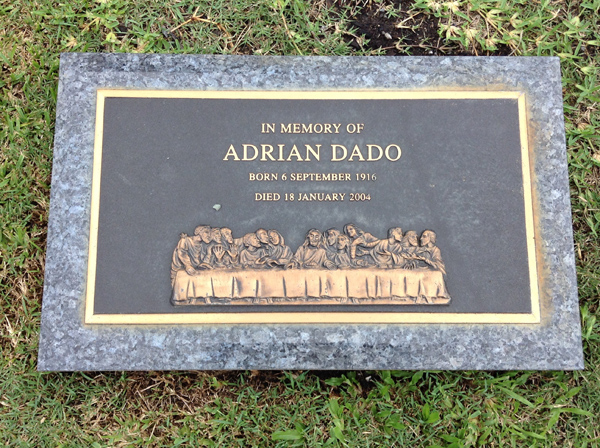 IN MEMORY OF
ADRIAN DADO
BORN 6 SEPTEMBER 1916
DIED 18 JANUARY 2004